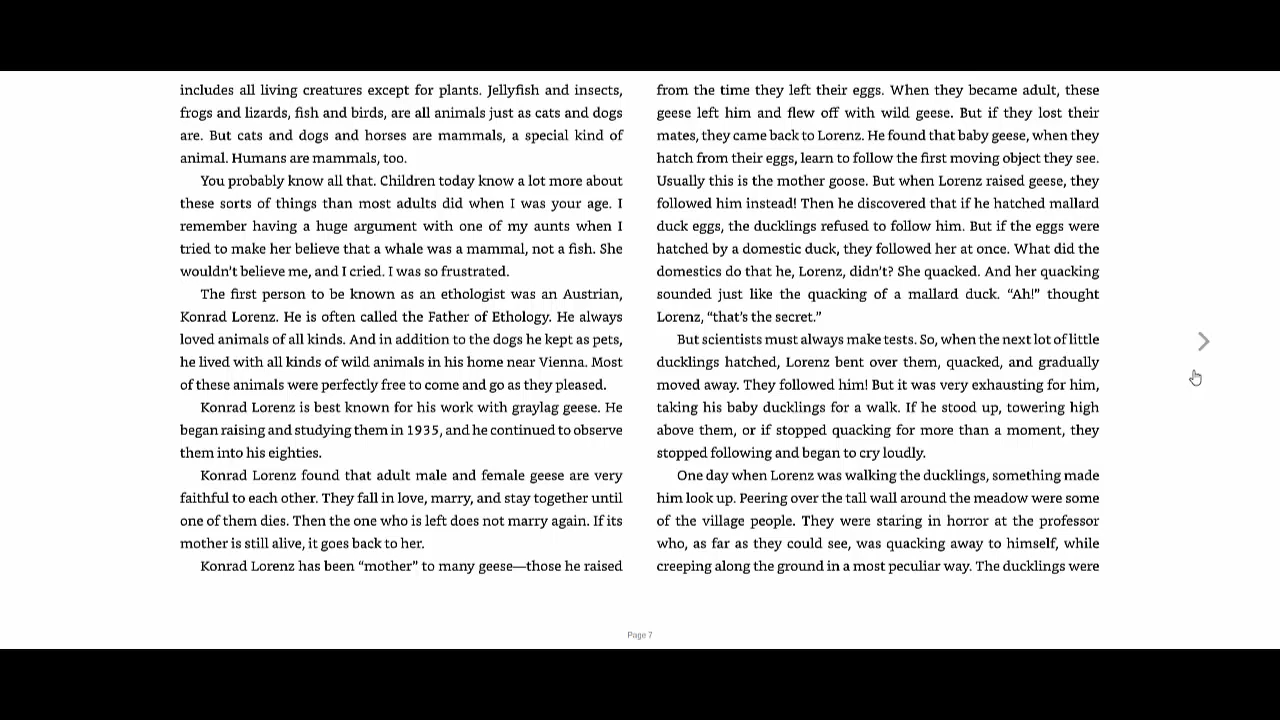 includes all living creatures except for plants. Jellyfish and insects,
frogs and lizards, fish and birds, are all animals just as cats and dogs
are. But cats and dogs and horses are mammals, a special kind of
animal. Humans are mammals, too.
You probably know all that. Children today know a lot more about
these sorts of things than most adults did when I was your age. I
remember having a huge argument with one of my aunts when I
tried to make her believe that a whale was a mammal, not a fish. She
wouldn’t believe me, and I cried. I was so frustrated.
The first person to be known as an ethologist was an Austrian,
Konrad Lorenz. He is often called the Father of Ethology. He always
loved animals of all kinds. And in addition to the dogs he kept as pets,
he lived with all kinds of wild animals in his home near Vienna. Most
of these animals were perfectly free to come and go as they pleased.
Konrad Lorenz is best known for his work with graylag geese. He
began raising and studying them in 1935, and he continued to observe
them into his eighties.
Konrad Lorenz found that adult male and female geese are very
faithful to each other. They fall in love, marry, and stay together until
one of them dies. Then the one who is left does not marry again. If its
mother is still alive, it goes back to her.
Konrad Lorenz has been “mother” to many geese—those he raised
from the time they left their eggs. When they became adult, these
geese left him and flew off with wild geese. But if they lost their
mates, they came back to Lorenz. He found that baby geese, when they
hatch from their eggs, learn to follow the first moving object they see.
Usually this is the mother goose. But when Lorenz raised geese, they
followed him instead! Then he discovered that if he hatched mallard
duck eggs, the ducklings refused to follow him. But if the eggs were
hatched by a domestic duck, they followed her at once. What did the
domestics do that he, Lorenz, didn’t? She quacked. And her quacking
sounded just like the quacking of a mallard duck. “Ah!” thought
Lorenz, “that’s the secret.”
But scientists must always make tests. So, when the next lot of little
ducklings hatched, Lorenz bent over them, quacked, and gradually
moved away. They followed him! But it was very exhausting for him,
taking his baby ducklings for a walk. If he stood up, towering high
above them, or if stopped quacking for more than a moment, they
stopped following and began to cry loudly.
One day when Lorenz was walking the ducklings, something made
him look up. Peering over the tall wall around the meadow were some
of the village people. They were staring in horror at the professor
who, as far as they could see, was quacking away to himself, while
creeping along the ground in a most peculiar way. The ducklings were
Page 7